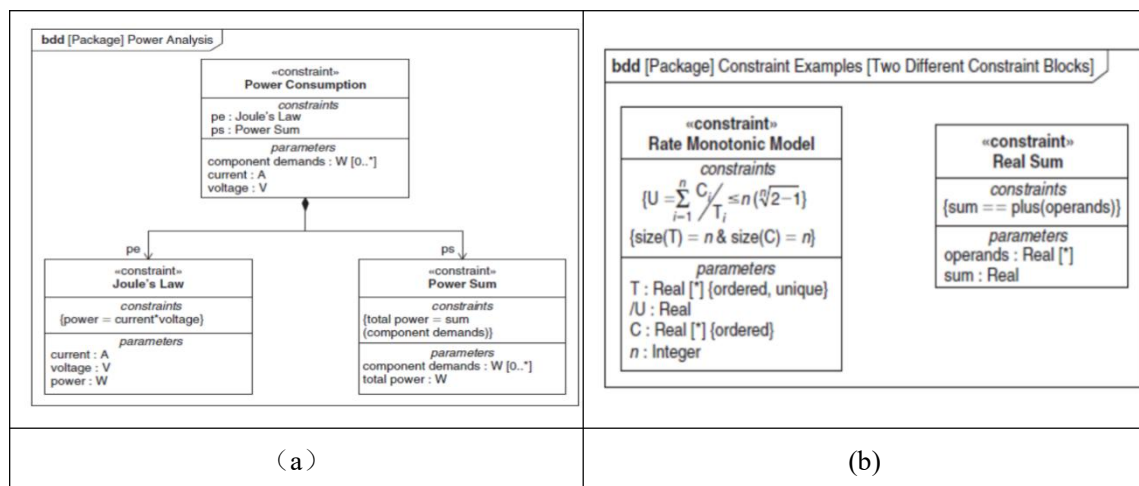 bdd [Package] Power Analysis
«constraint»
Power Consumption
constraints
pe : Joule's Law
ps : Power Sum
parameters
component demands : W [0..*]
current : A
voltage : V
pe
ps
«constraint»
Joule's Law
constraints
{power = current*voltage}
parameters
current : A
voltage : V
power : W
«constraint»
Power Sum
constraints
{total power = sum
(component demands)}
parameters
component demands : W [0..*]
total power : W
(a)
bdd [Package] Constraint Examples [Two Different Constraint Blocks]
«constraint»
Rate Monotonic Model
constraints
{U = ∑ⁿᵢ₋₁ Cᵢ/Tᵢ ≤ n (ⁿ√2−1}
{size(T) = n & size(C) = n}
parameters
T : Real [*] {ordered, unique}
/U : Real
C : Real [*] {ordered}
n : Integer
«constraint»
Real Sum
constraints
{sum == plus(operands)}
parameters
operands : Real [*]
sum : Real
(b)